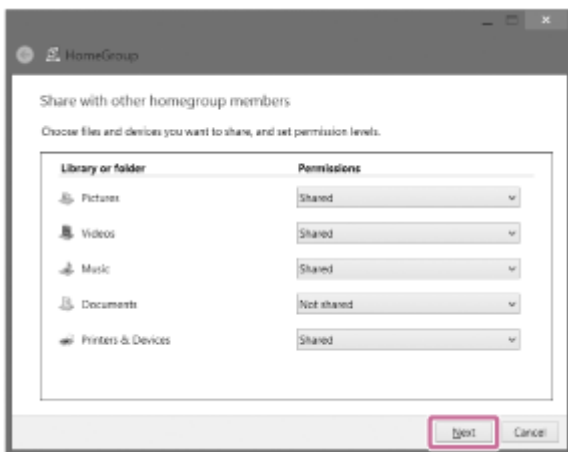 HomeGroup
Share with other homegroup members
Choose files and devices you want to share, and set permission levels.
Library or folder Permissions
Pictures Shared
Videos Shared
Music Shared
Documents Not shared
Printers & Devices Shared
Next Cancel